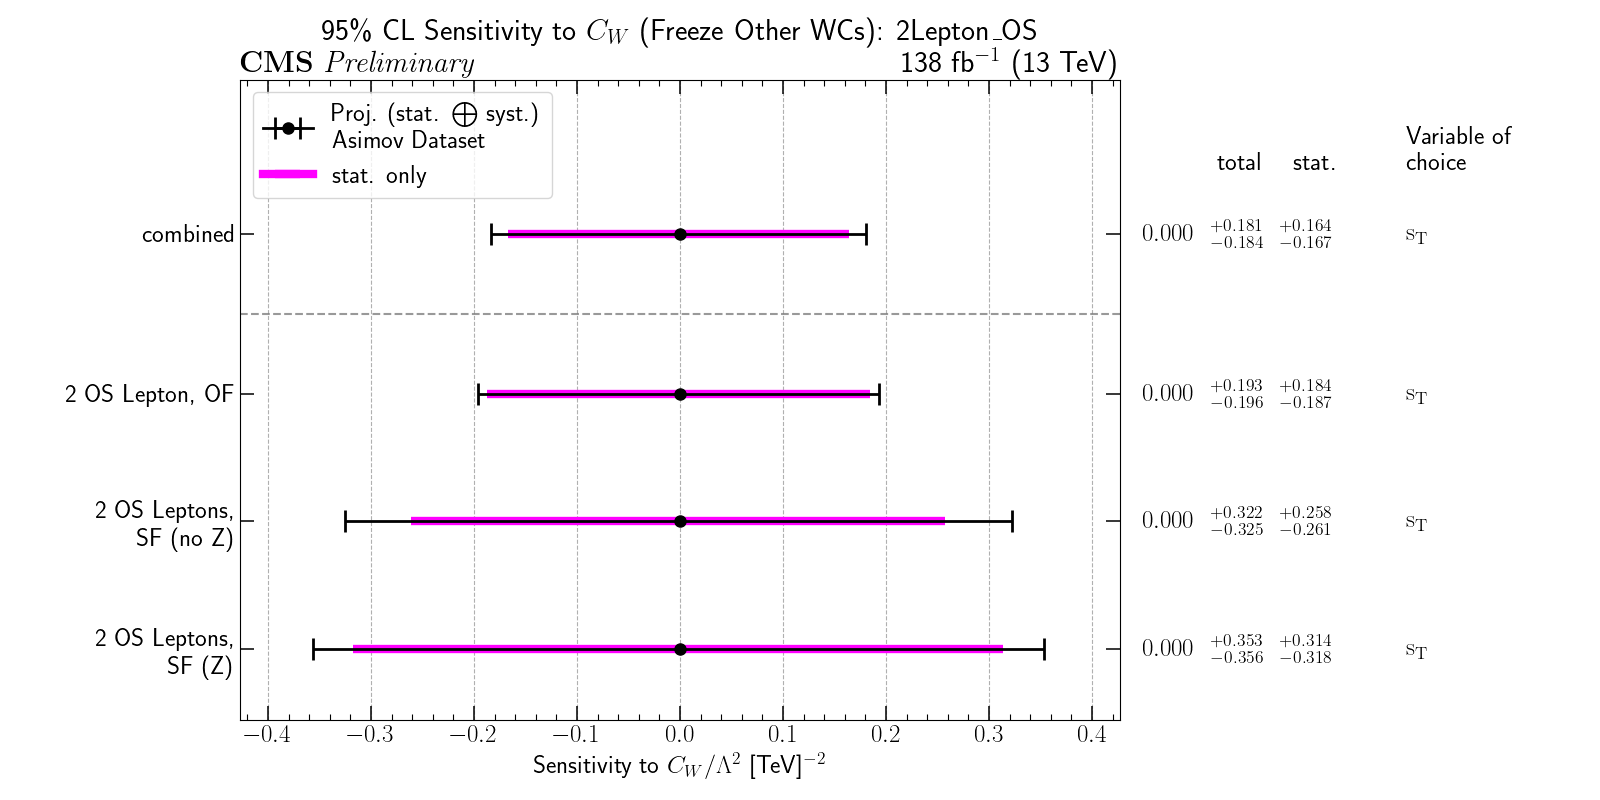 95% CL Sensitivity to C_W (Freeze Other WCs): 2Lepton_OS
CMS Preliminary 138 fb⁻¹ (13 TeV)
Proj. (stat. ⨁ syst.)
Asimov Dataset
stat. only
Variable of
choice
total stat.
combined 0.000 +0.181 −0.184 +0.164 −0.167 s_T
2 OS Lepton, OF 0.000 +0.193 −0.196 +0.184 −0.187 s_T
2 OS Leptons,
SF (no Z) 0.000 +0.322 −0.325 +0.258 −0.261 s_T
2 OS Leptons,
SF (Z) 0.000 +0.353 −0.356 +0.314 −0.318 s_T
−0.4 −0.3 −0.2 −0.1 0.0 0.1 0.2 0.3 0.4
Sensitivity to C_W/Λ² [TeV]⁻²